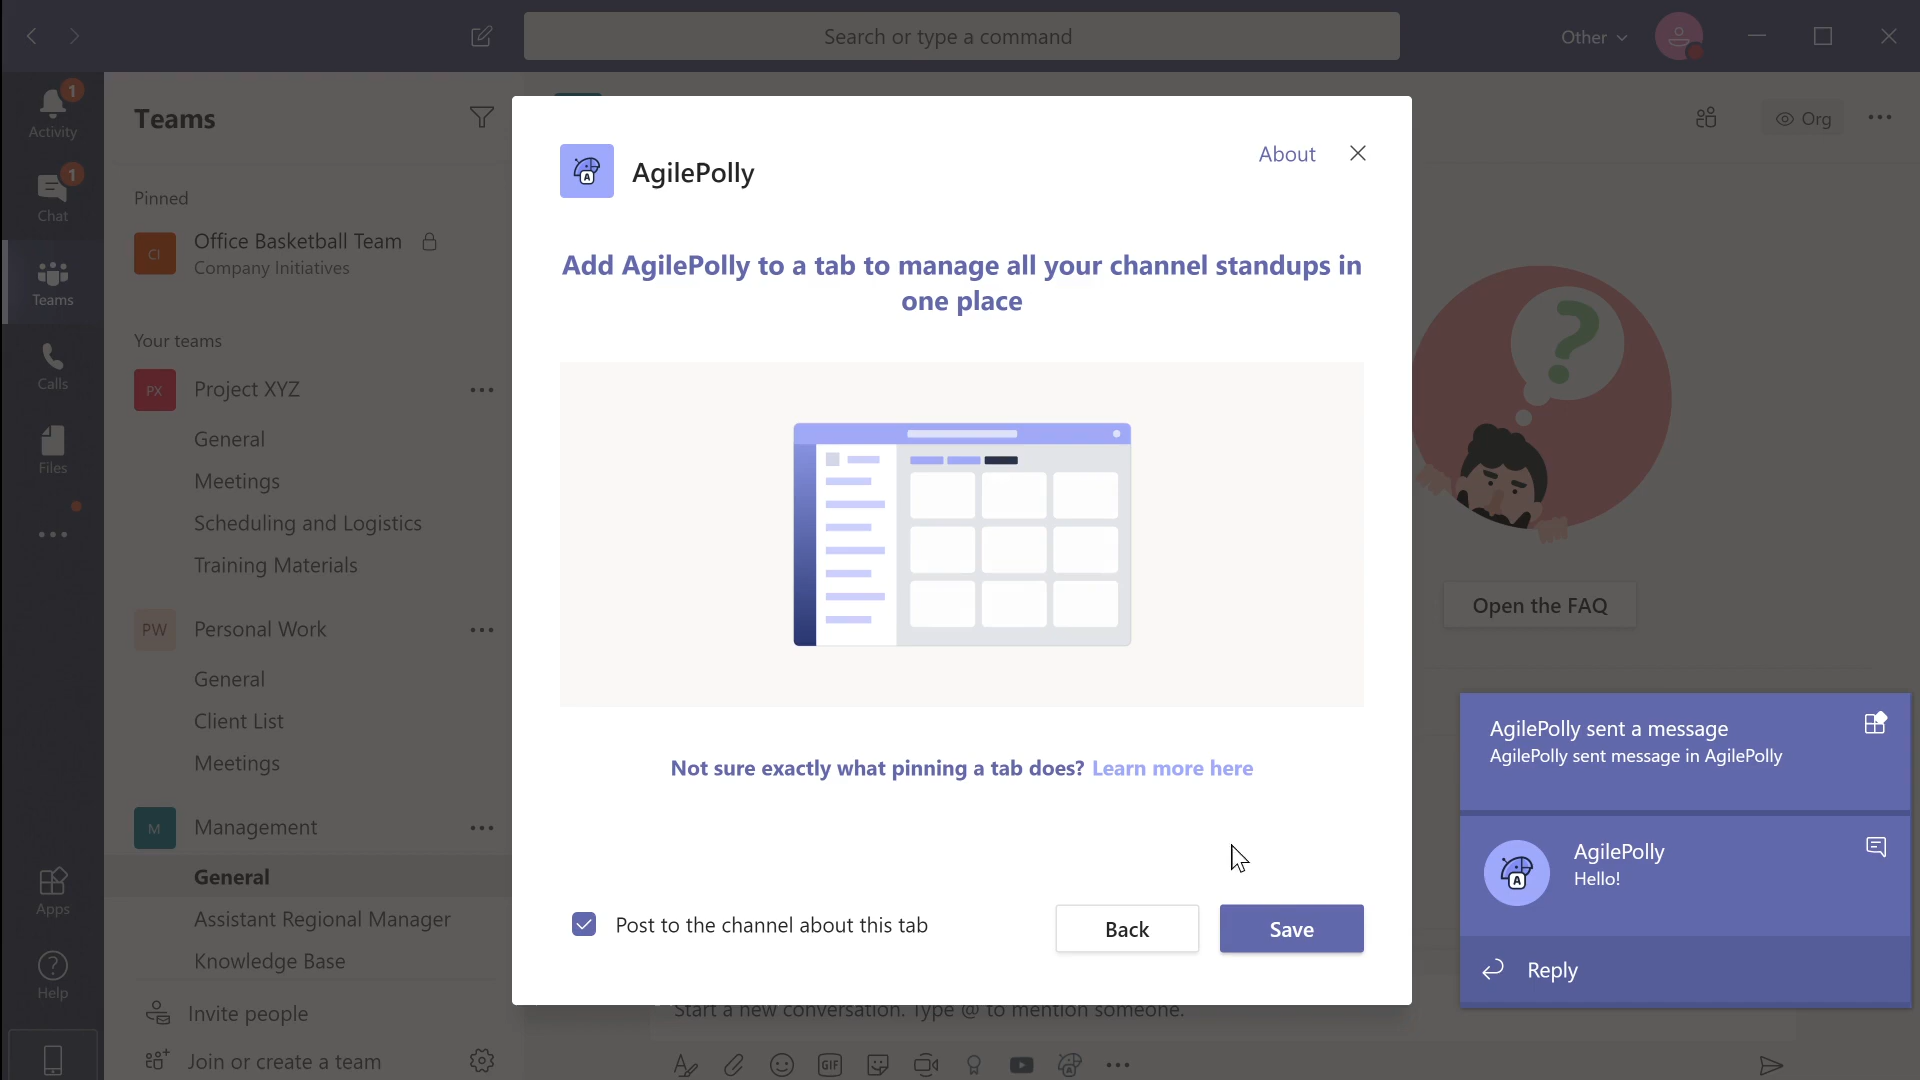 Search or type a command
Other
1
Activity
1
Chat
Teams
Calls
Files
Apps
Help
Teams
Pinned
CI
Office Basketball Team
Company Initiatives
Your teams
PX
Project XYZ
General
Meetings
Scheduling and Logistics
Training Materials
PW
Personal Work
General
Client List
Meetings
M
Management
General
Assistant Regional Manager
Knowledge Base
Invite people
Join or create a team
A
AgilePolly
About
Add AgilePolly to a tab to manage all your channel standups in
one place
Not sure exactly what pinning a tab does? Learn more here
Post to the channel about this tab
Back
Save
Org
?
Open the FAQ
AgilePolly sent a message
AgilePolly sent message in AgilePolly
A
AgilePolly
Hello!
Reply
Start a new conversation. Type @ to mention someone.
GIF